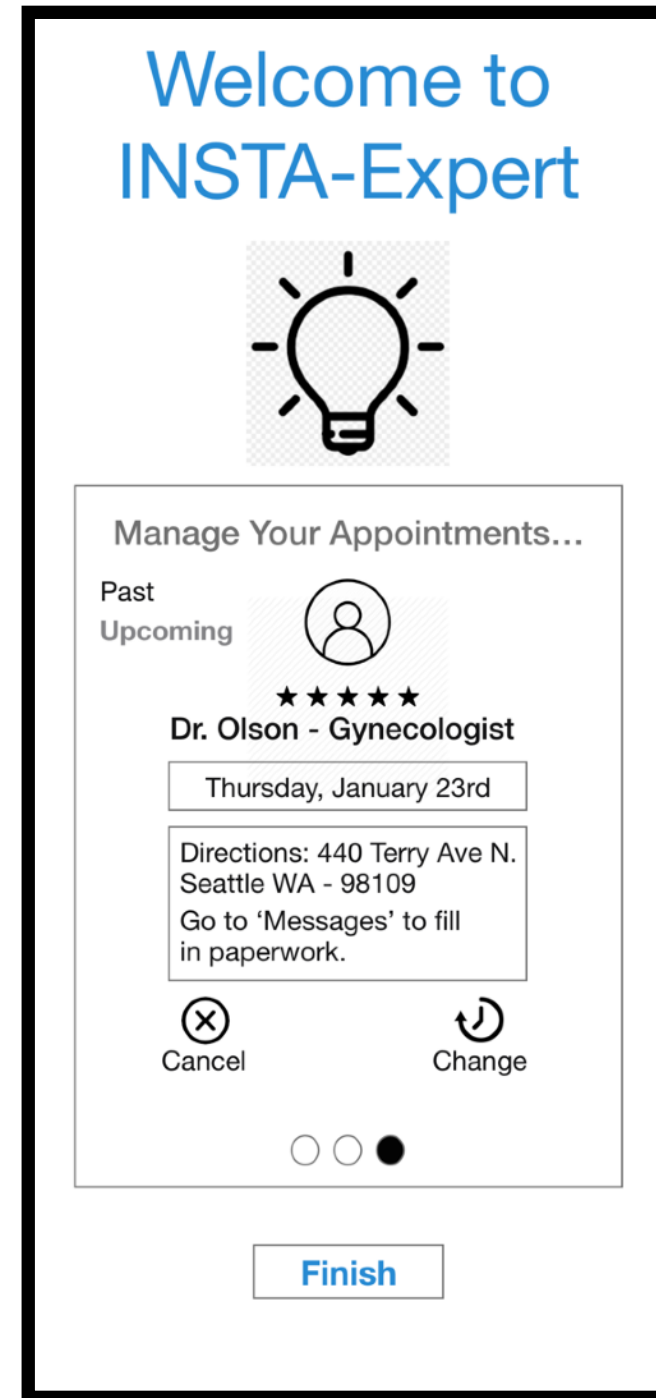 Welcome to
INSTA-Expert
Manage Your Appointments...
Past
Upcoming
Dr. Olson - Gynecologist
Thursday, January 23rd
Directions: 440 Terry Ave N.
Seattle WA - 98109
Go to ‘Messages’ to fill
in paperwork.
Cancel
Change
Finish